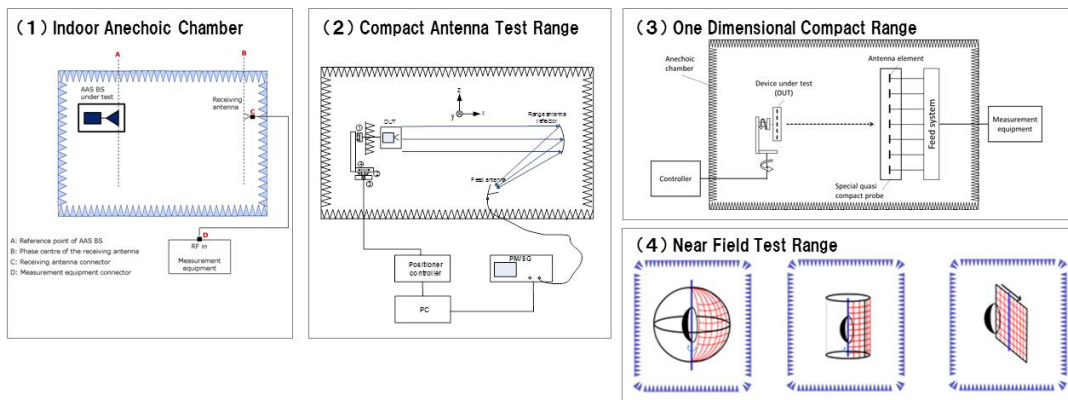 （1）Indoor Anechoic Chamber
A
B
AAS BS
under test
Receiving
antenna
C
D
RF in
Measurement
equipment
A: Reference point of AAS BS
B: Phase centre of the receiving antenna
C: Receiving antenna connector
D: Measurement equipment connector
（2）Compact Antenna Test Range
z
y
x
DUT
Range antenna
reflector
Feed antenna
Positioner
controller
PM/SG
PC
（3）One Dimensional Compact Range
Anechoic
chamber
Device under test
(DUT)
Antenna element
Feed system
Measurement
equipment
Controller
Special quasi
compact probe
（4）Near Field Test Range